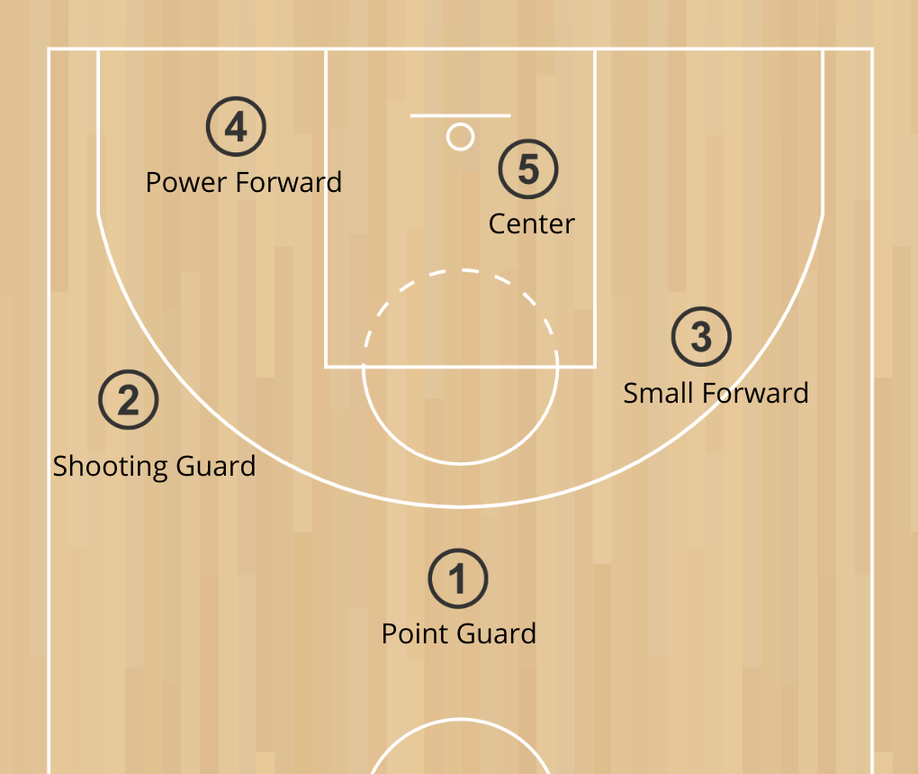 4
Power Forward
5
Center
3
Small Forward
2
Shooting Guard
1
Point Guard